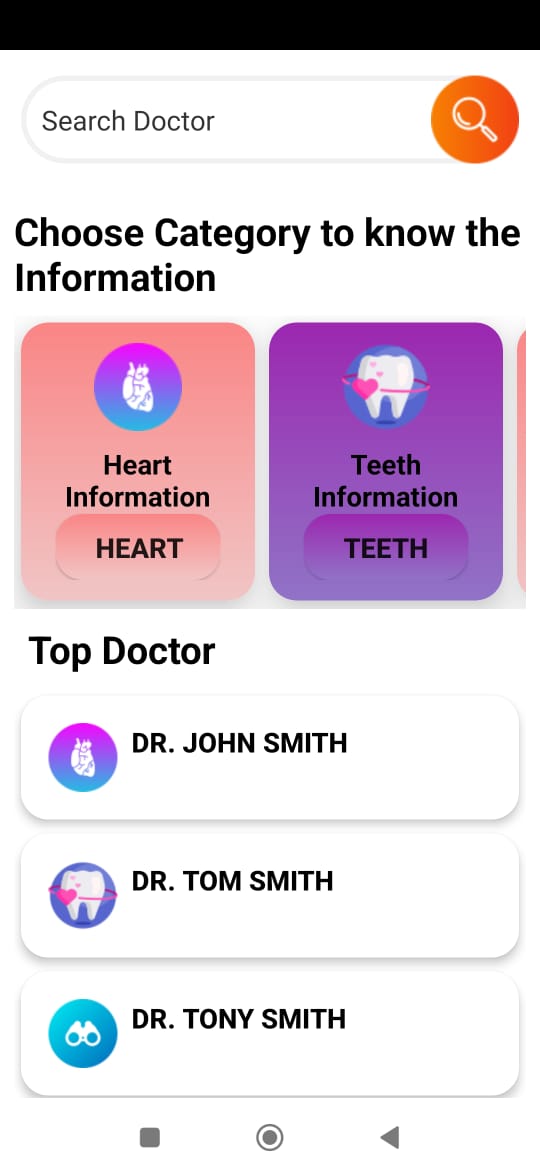 Search Doctor
Choose Category to know the
Information
Heart
Information
HEART
Teeth
Information
TEETH
Top Doctor
DR. JOHN SMITH
DR. TOM SMITH
DR. TONY SMITH